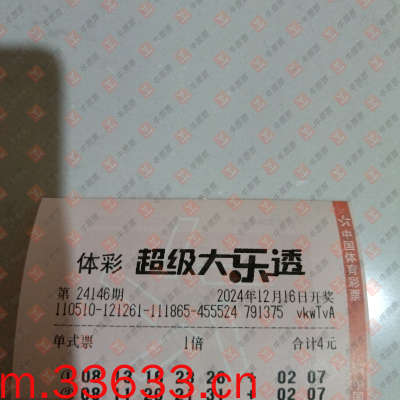 体彩 超级大乐透
第 24146期 2024年12月16日开奖
110510-121261-111865-455524 791375 vkwTvA
单式票 1倍 合计4元
08 + 02 07
+ 02 07
中国体育彩票
m.33633.cn